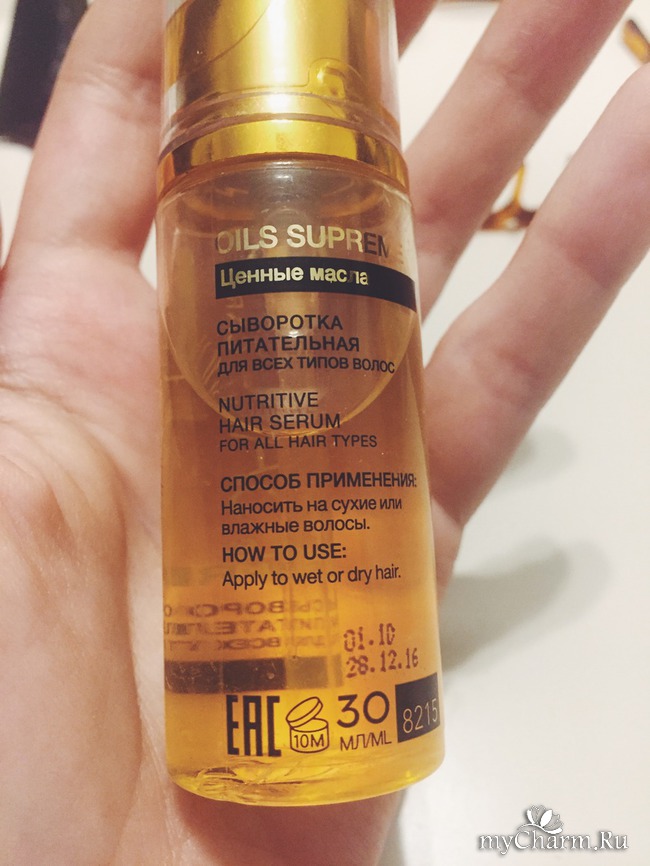 OILS SUPREM
Ценные масла
СЫВОРОТКА
ПИТАТЕЛЬНАЯ
ДЛЯ ВСЕХ ТИПОВ ВОЛОС
NUTRITIVE
HAIR SERUM
FOR ALL HAIR TYPES
СПОСОБ ПРИМЕНЕНИЯ:
Наносить на сухие или
влажные волосы.
HOW TO USE:
Apply to wet or dry hair.
01.10
28.12.16
EAC 10М 30 8215
МЛ/ML
myCharm.Ru